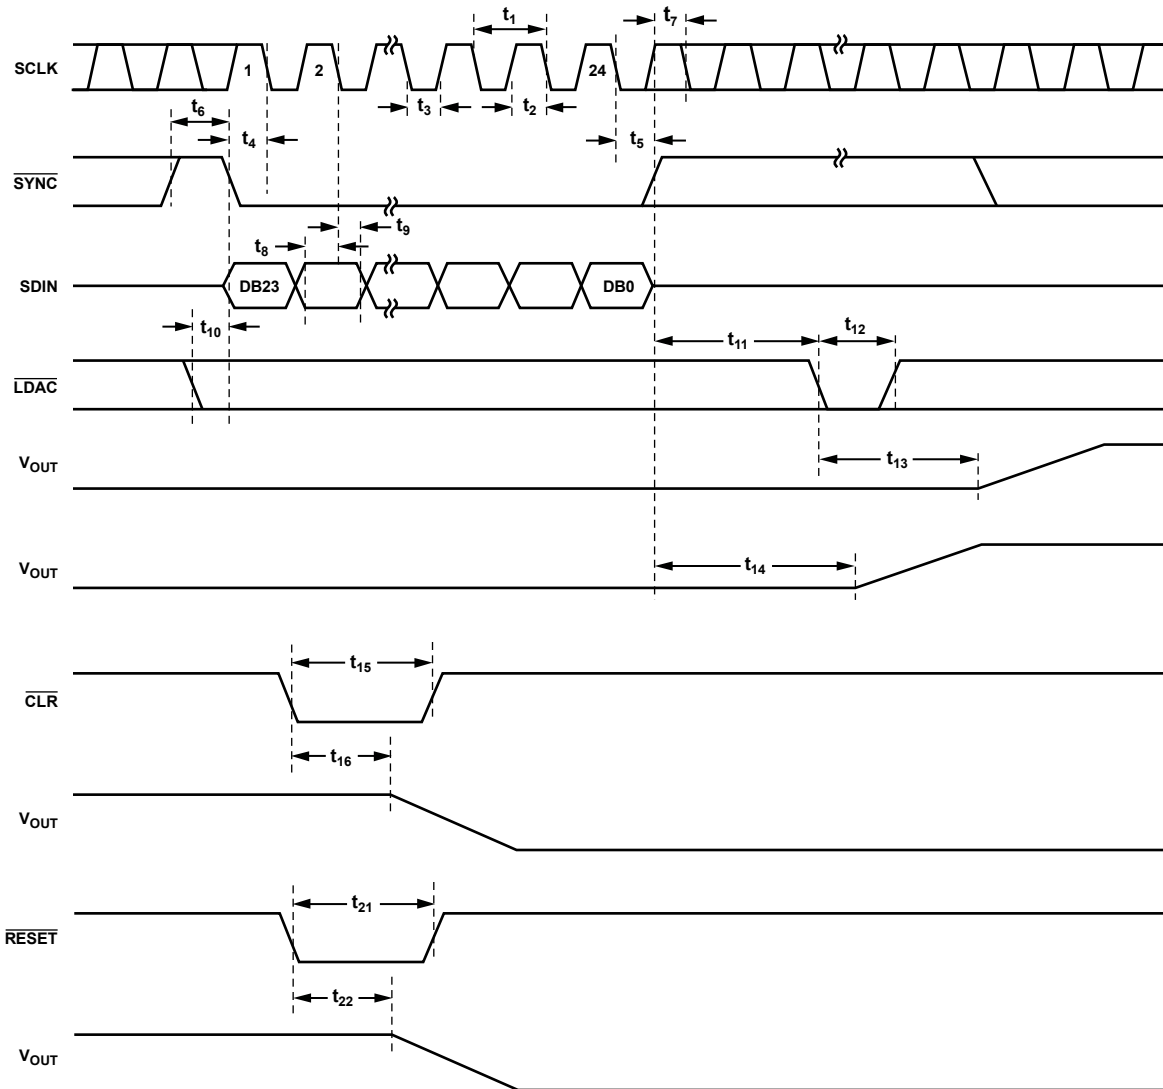 t1
t7
SCLK
1
2
24
t3
t2
t6
t4
t5
SYNC
t9
t8
SDIN
DB23
DB0
t10
t11
t12
LDAC
VOUT
t13
VOUT
t14
t15
CLR
t16
VOUT
t21
RESET
t22
VOUT